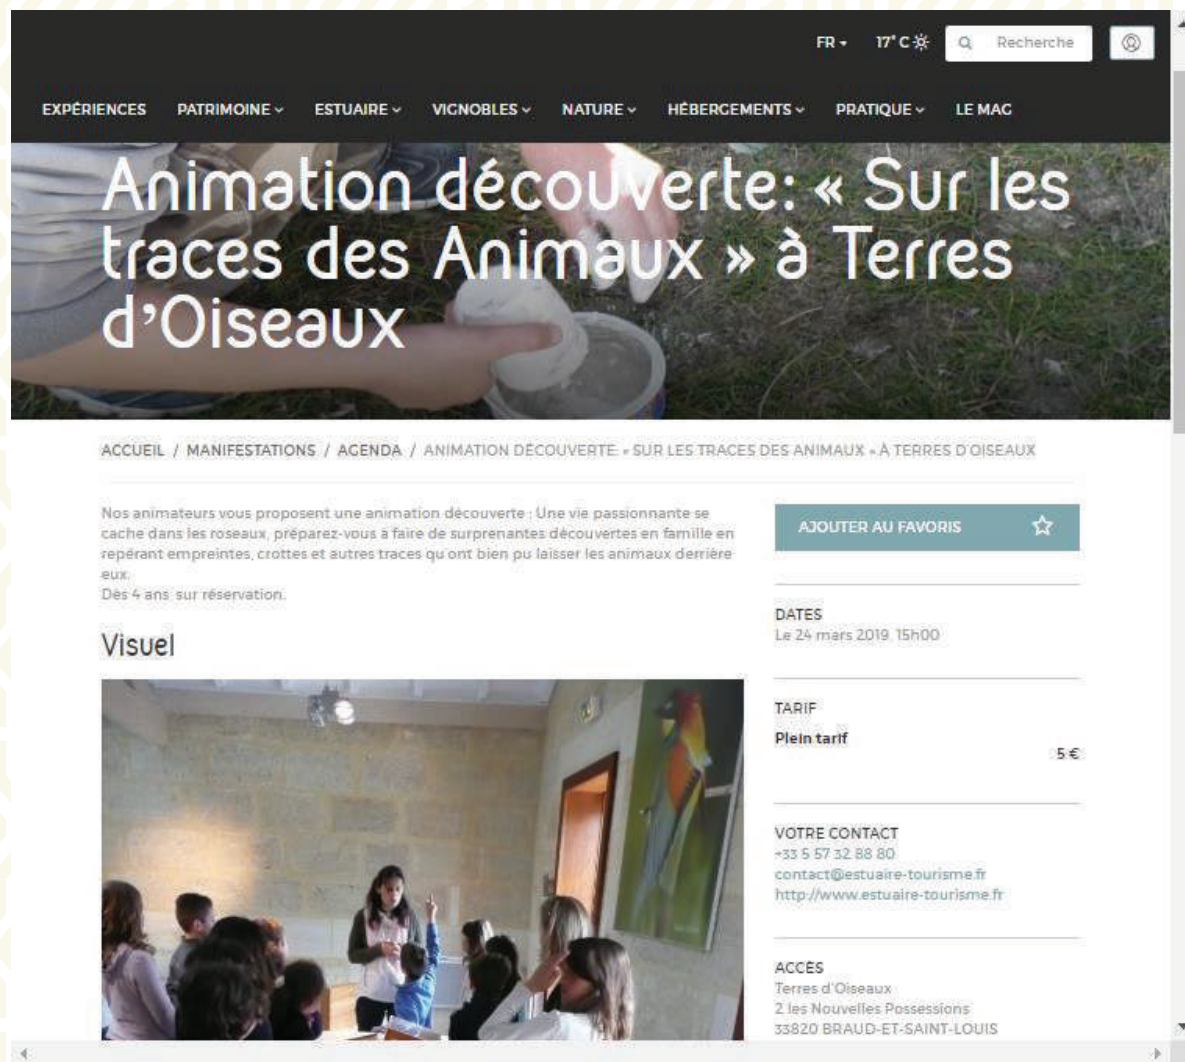 FR
17° C
Recherche
EXPÉRIENCES PATRIMOINE ESTUAIRE VIGNOBLES NATURE HÉBERGEMENTS PRATIQUE LE MAG
Animation découverte: « Sur les
traces des Animaux » à Terres
d’Oiseaux
ACCUEIL / MANIFESTATIONS / AGENDA / ANIMATION DÉCOUVERTE: « SUR LES TRACES DES ANIMAUX » À TERRES D'OISEAUX
Nos animateurs vous proposent une animation découverte : Une vie passionnante se
cache dans les roseaux, préparez-vous à faire de surprenantes découvertes en famille en
repérant empreintes, crottes et autres traces qu'ont bien pu laisser les animaux derrière
eux.
Dès 4 ans sur réservation.
Visuel
AJOUTER AU FAVORIS
DATES
Le 24 mars 2019, 15h00
TARIF
Plein tarif
5 €
VOTRE CONTACT
+33 5 57 32 88 80
contact@estuaire-tourisme.fr
http://www.estuaire-tourisme.fr
ACCÈS
Terres d'Oiseaux
2 les Nouvelles Possessions
33820 BRAUD-ET-SAINT-LOUIS